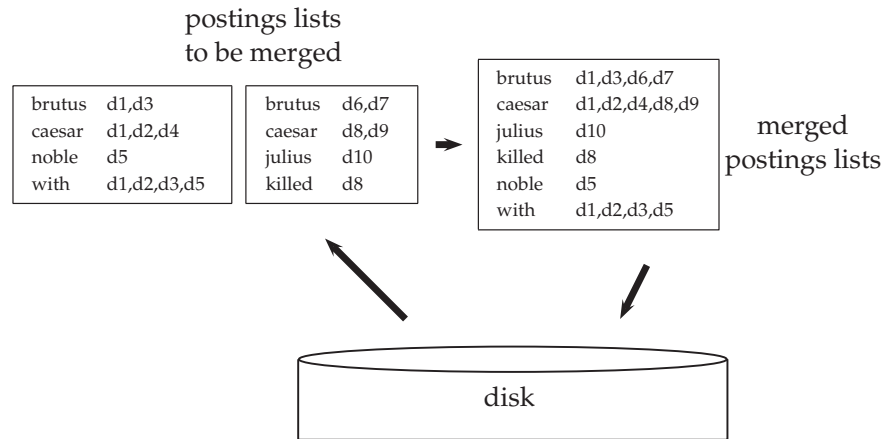 postings lists
to be merged
brutus d1,d3
caesar d1,d2,d4
noble d5
with d1,d2,d3,d5
brutus d6,d7
caesar d8,d9
julius d10
killed d8
brutus d1,d3,d6,d7
caesar d1,d2,d4,d8,d9
julius d10
killed d8
noble d5
with d1,d2,d3,d5
merged
postings lists
disk